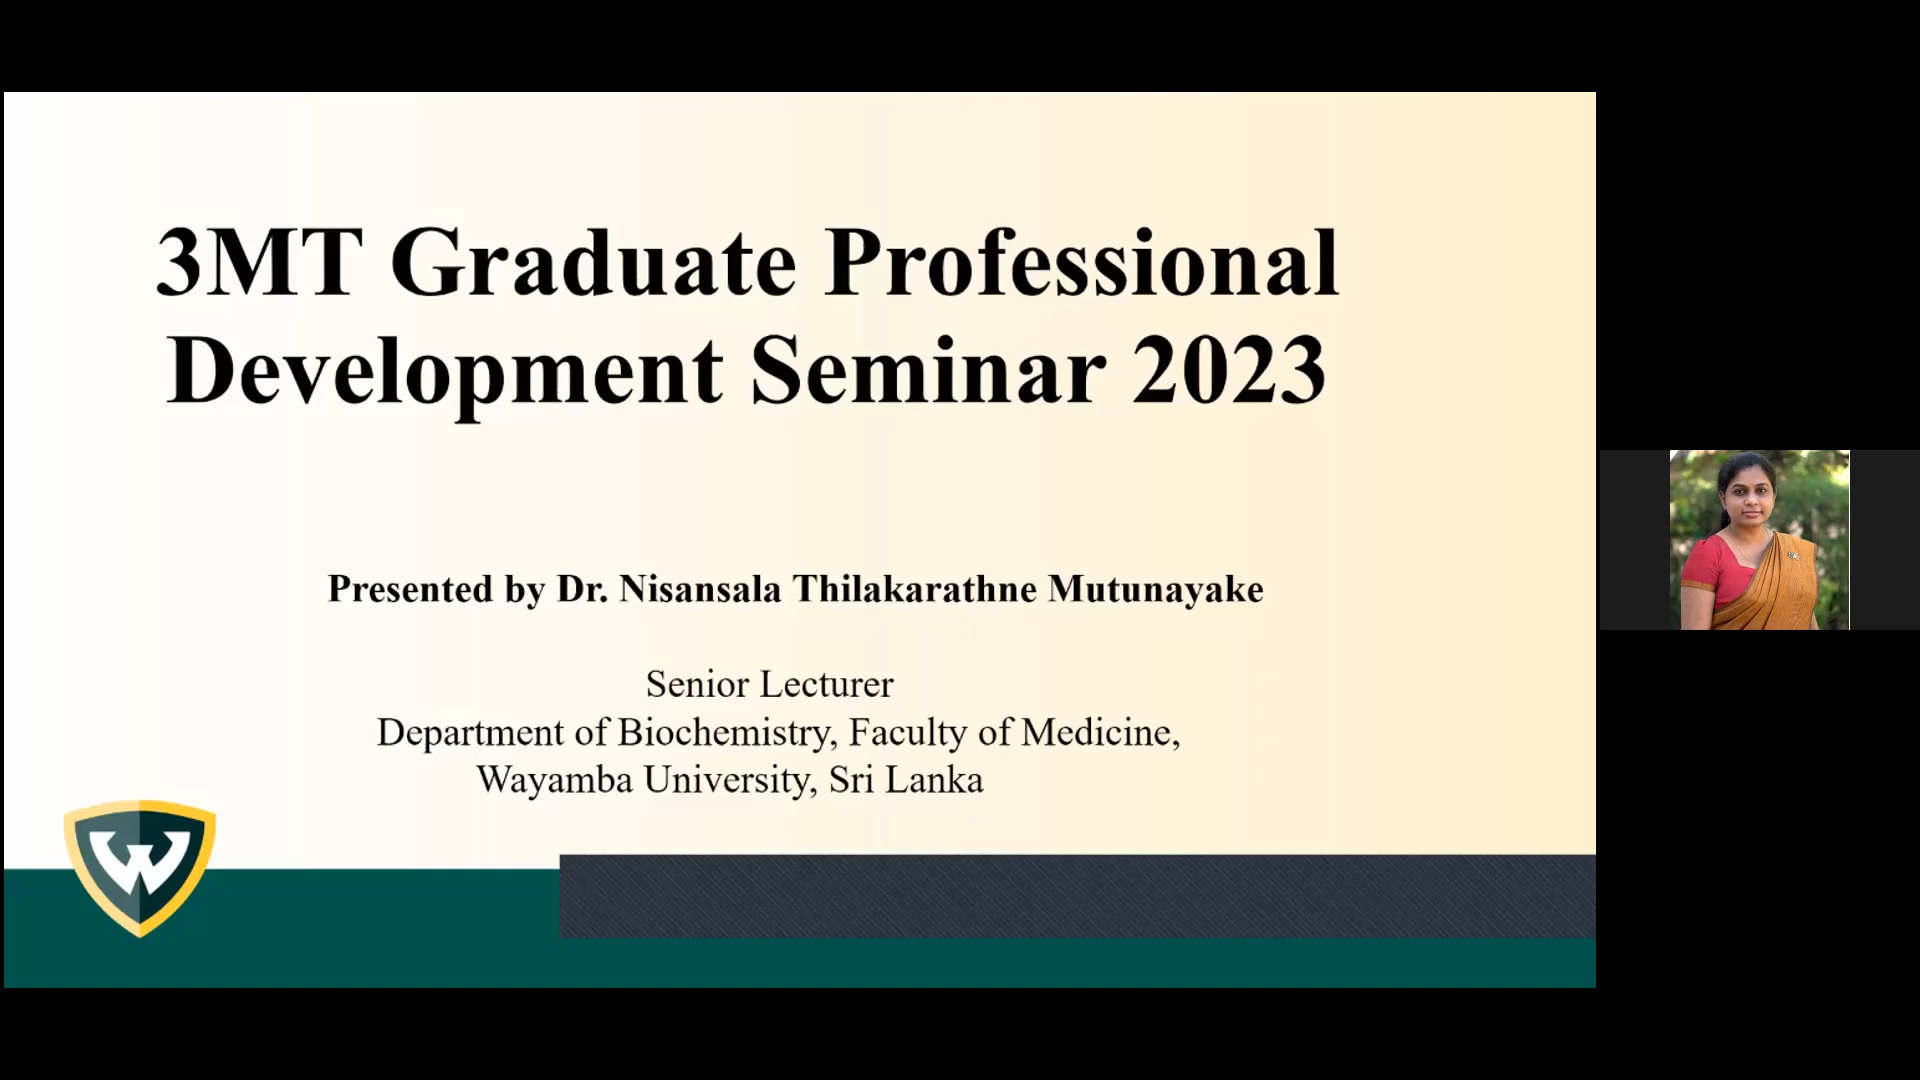 3MT Graduate Professional
Development Seminar 2023
Presented by Dr. Nisansala Thilakarathne Mutunayake
Senior Lecturer
Department of Biochemistry, Faculty of Medicine,
Wayamba University, Sri Lanka
W